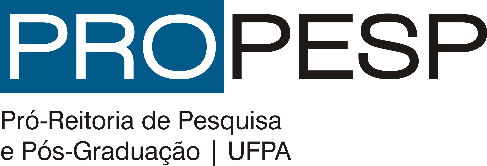 PROPESP
Pró-Reitoria de Pesquisa
e Pós-Graduação | UFPA